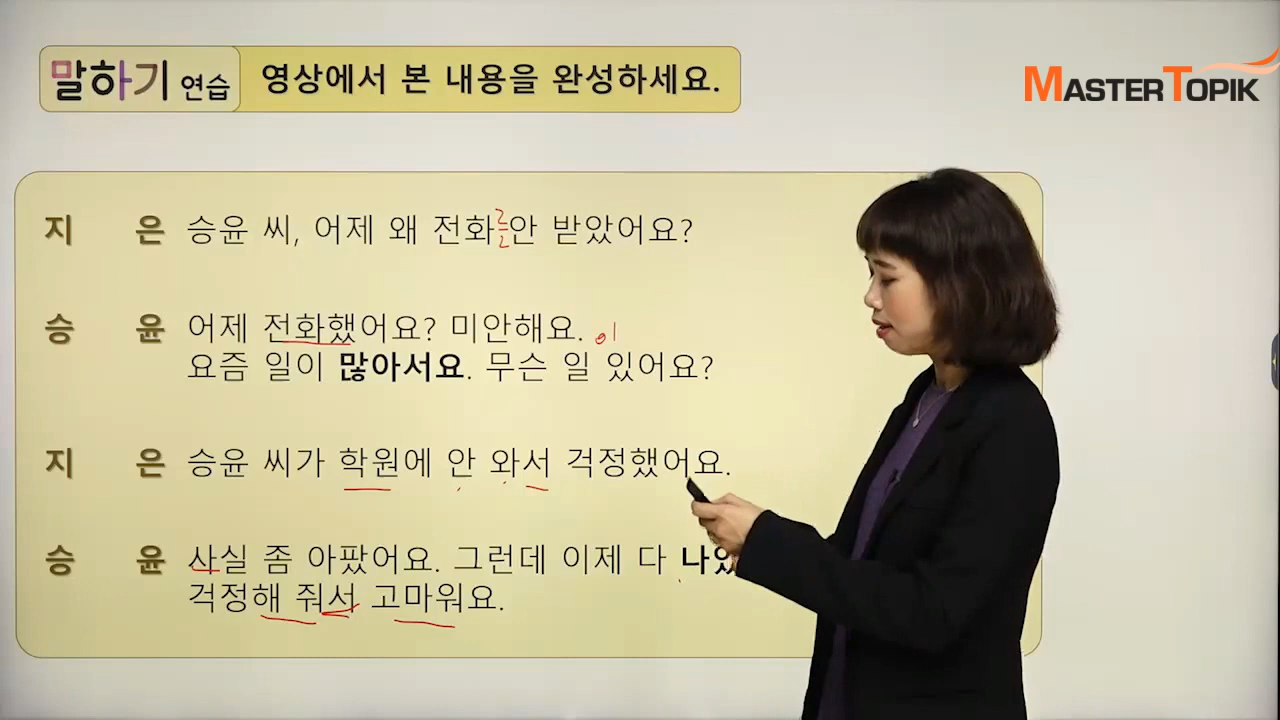 말하기 연습 영상에서 본 내용을 완성하세요.
MASTER TOPIK
지 은 승윤 씨, 어제 왜 전화를 안 받았어요?
승 윤 어제 전화했어요? 미안해요.
이
요즘 일이 많아서요. 무슨 일 있어요?
지 은 승윤 씨가 학원에 안 와서 걱정했어요.
승 윤 사실 좀 아팠어요. 그런데 이제 다
걱정해 줘서 고마워요.